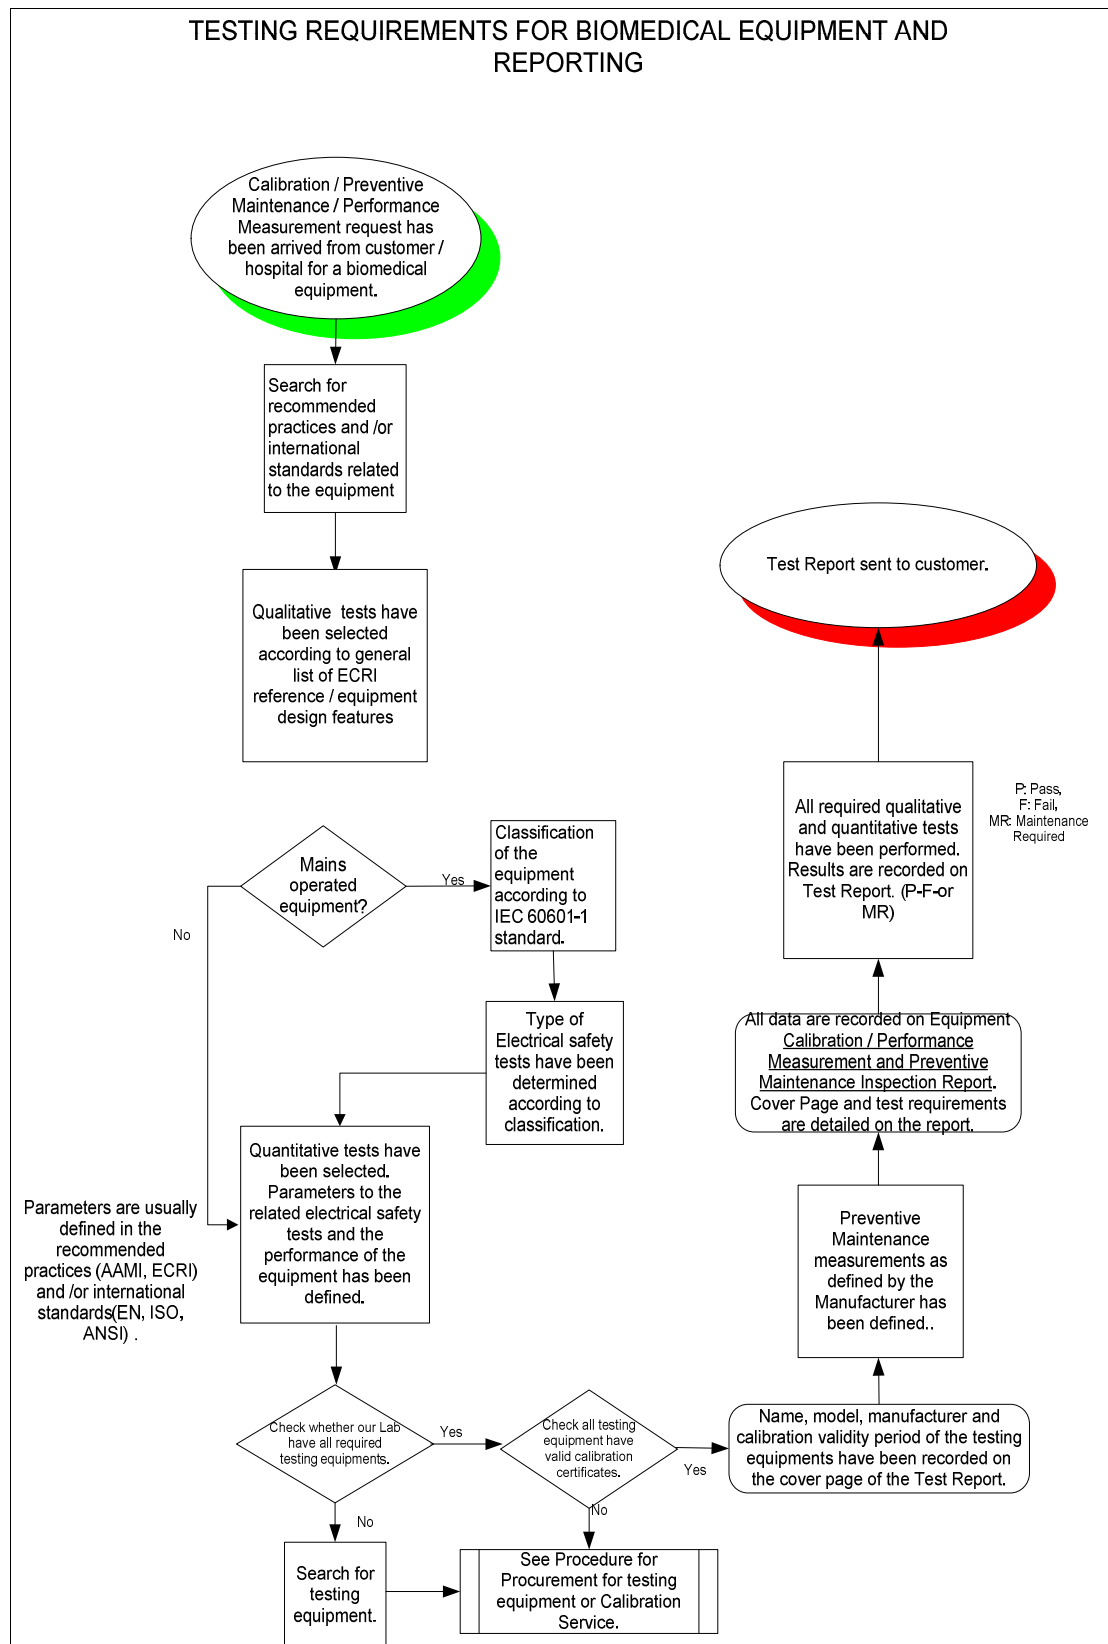 TESTING REQUIREMENTS FOR BIOMEDICAL EQUIPMENT AND
REPORTING
Calibration / Preventive
Maintenance / Performance
Measurement request has
been arrived from customer /
hospital for a biomedical
equipment.
Search for
recommended
practices and /or
international
standards related
to the equipment
Qualitative tests have
been selected
according to general
list of ECRI
reference / equipment
design features
Mains
operated
equipment?
Yes
No
Classification
of the
equipment
according to
IEC 60601-1
standard.
Type of
Electrical safety
tests have been
determined
according to
classification.
Quantitative tests have
been selected.
Parameters to the
related electrical safety
tests and the
performance of the
equipment has been
defined.
Parameters are usually
defined in the
recommended
practices (AAMI, ECRI)
and /or international
standards(EN, ISO,
ANSI) .
Check whether our Lab
have all required
testing equipments.
Yes
No
Search for
testing
equipment.
Check all testing
equipment have
valid calibration
certificates.
Yes
No
See Procedure for
Procurement for testing
equipment or Calibration
Service.
Name, model, manufacturer and
calibration validity period of the testing
equipments have been recorded on
the cover page of the Test Report.
Preventive
Maintenance
measurements as
defined by the
Manufacturer has
been defined..
All data are recorded on Equipment
Calibration / Performance
Measurement and Preventive
Maintenance Inspection Report.
Cover Page and test requirements
are detailed on the report.
All required qualitative
and quantitative tests
have been performed.
Results are recorded on
Test Report. (P-F-or
MR)
P: Pass,
F: Fail,
MR: Maintenance
Required
Test Report sent to customer.